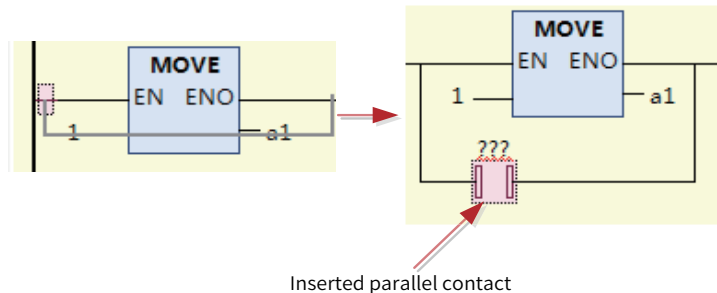 MOVE
EN ENO
1
a1
MOVE
EN ENO
1
a1
???
Inserted parallel contact